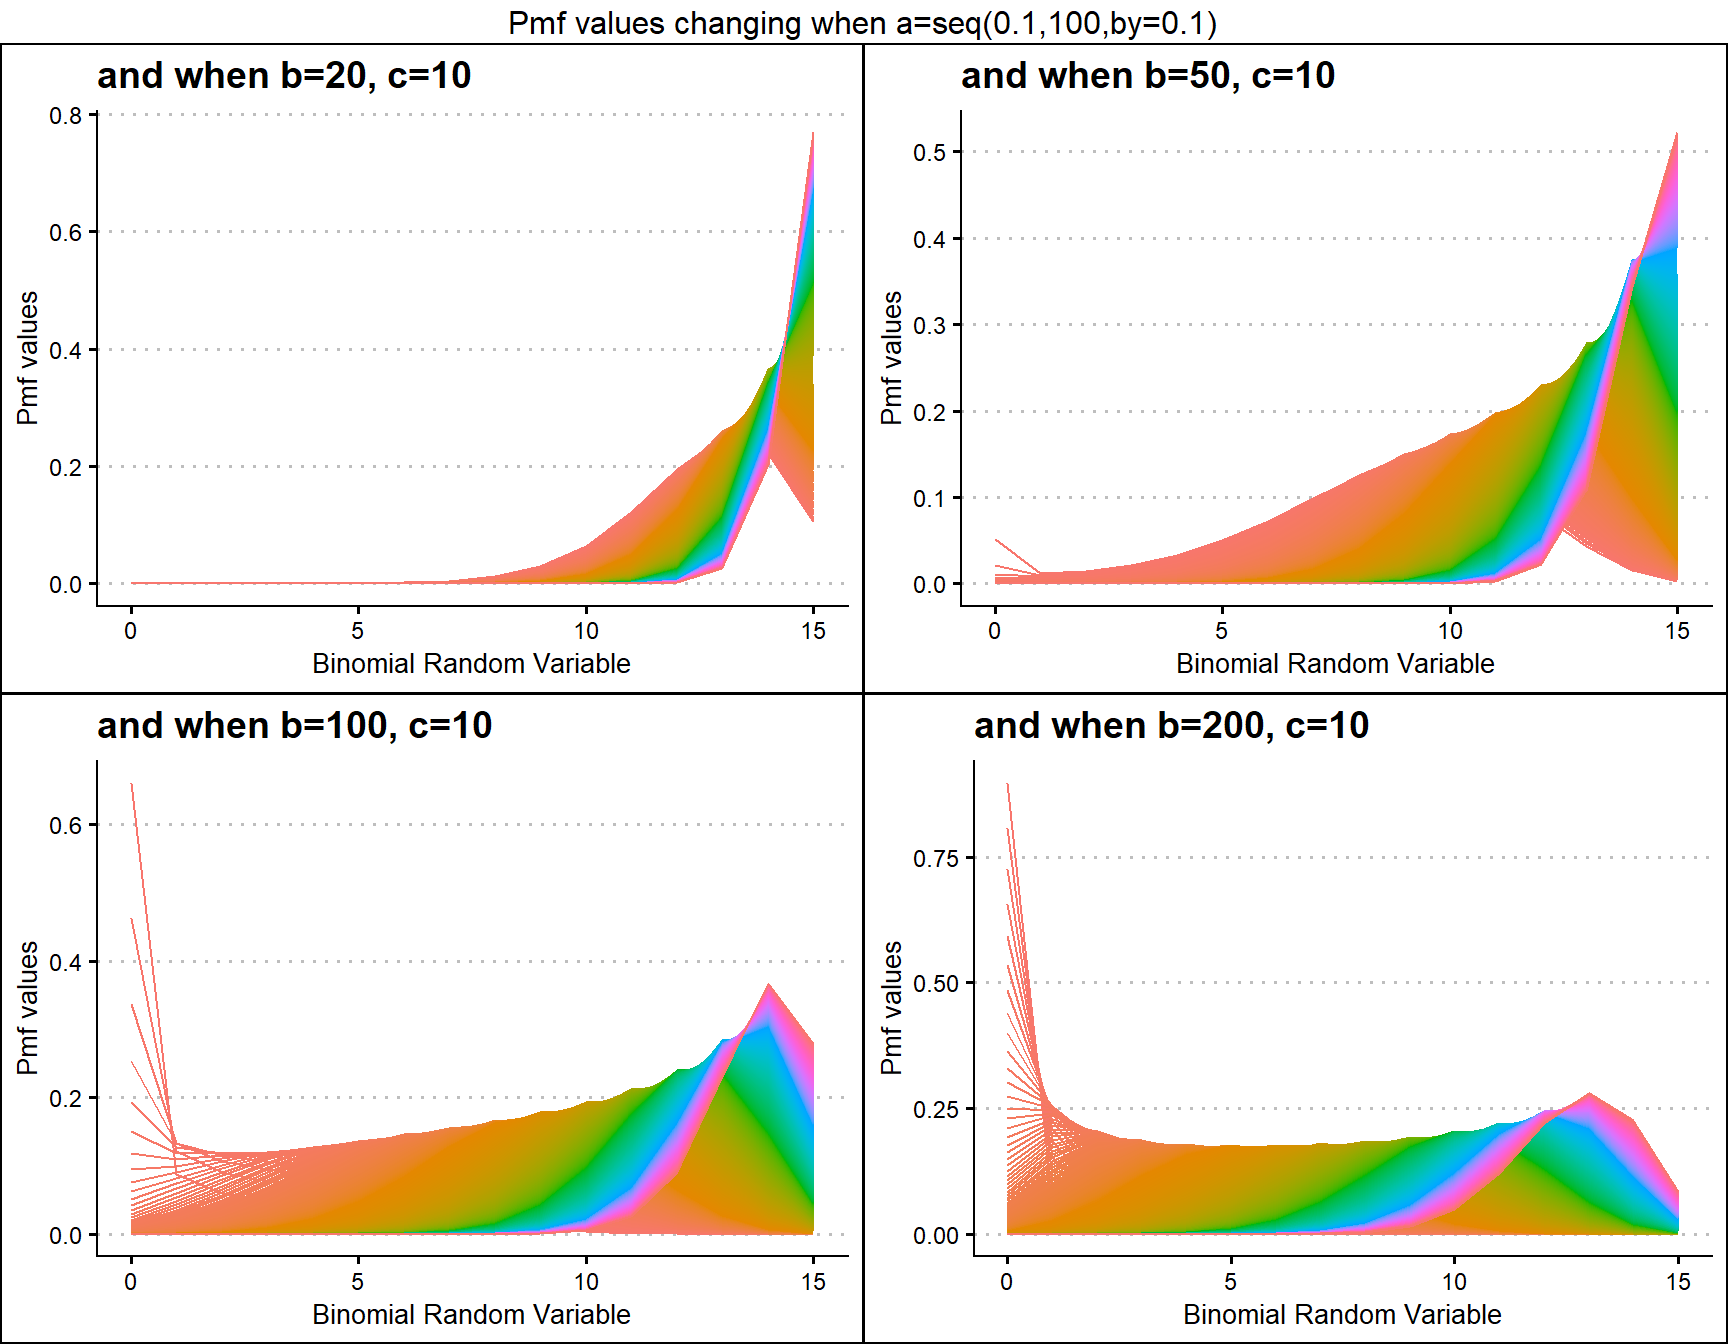 Pmf values changing when a=seq(0.1,100,by=0.1)
and when b=20, c=10
0.8
0.6
0.4
0.2
0.0
Pmf values
0 5 10 15
Binomial Random Variable
and when b=50, c=10
0.5
0.4
0.3
0.2
0.1
0.0
Pmf values
0 5 10 15
Binomial Random Variable
and when b=100, c=10
0.6
0.4
0.2
0.0
Pmf values
0 5 10 15
Binomial Random Variable
and when b=200, c=10
0.75
0.50
0.25
0.00
Pmf values
0 5 10 15
Binomial Random Variable